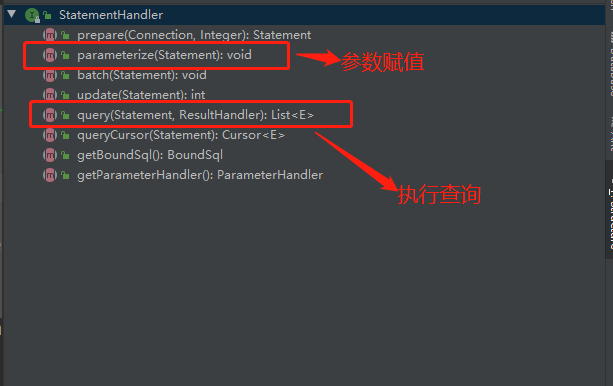 StatementHandler
prepare(Connection, Integer): Statement
parameterize(Statement): void
参数赋值
batch(Statement): void
update(Statement): int
query(Statement, ResultHandler): List<E>
queryCursor(Statement): Cursor<E>
getBoundSql(): BoundSql
getParameterHandler(): ParameterHandler
执行查询